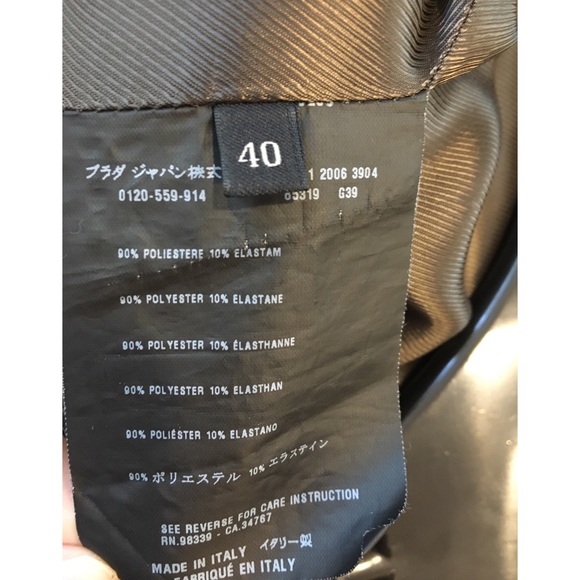 40
プラダ ジャパン株式
1 2006 3904
0120-559-914
85319 G39
90% POLIESTERE 10% ELASTAM
90% POLYESTER 10% ELASTANE
90% POLYESTER 10% ÉLASTHANNE
90% POLYESTER 10% ELASTHAN
90% POLIÉSTER 10% ELASTANO
90% ポリエステル 10% エラステイン
SEE REVERSE FOR CARE INSTRUCTION
RN.98339 - CA.34767
MADE IN ITALY イタリー製
FABRIQUÉ EN ITALY